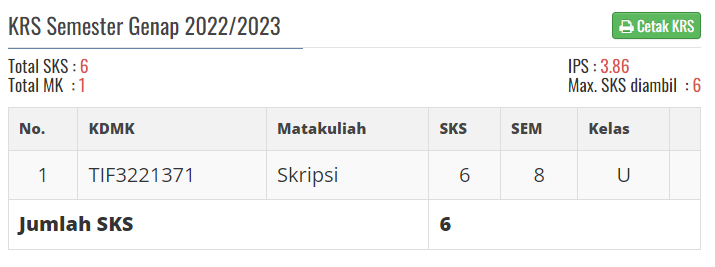 KRS Semester Genap 2022/2023
Cetak KRS
Total SKS : 6
IPS : 3.86
Total MK : 1
Max. SKS diambil : 6
No. KDMK Matakuliah SKS SEM Kelas
1 TIF3221371 Skripsi 6 8 U
Jumlah SKS 6